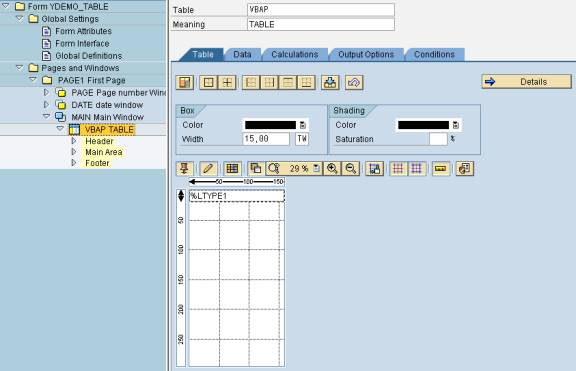 Form YDEMO_TABLE
Global Settings
Form Attributes
Form Interface
Global Definitions
Pages and Windows
PAGE1 First Page
PAGE Page number Wind
DATE date window
MAIN Main Window
VBAP TABLE
Header
Main Area
Footer
Table VBAP
Meaning TABLE
Table Data Calculations Output Options Conditions
Details
Box Shading
Color Color
Width 15,00 TW Saturation %
29 %
50 100 150
%LTYPE1
50
100
150
200
250